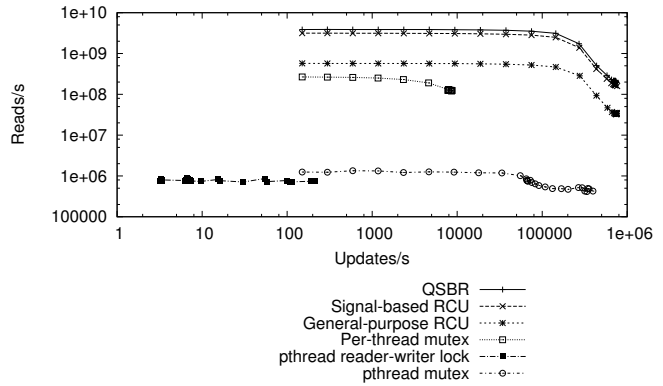 1e+10
1e+09
1e+08
1e+07
1e+06
100000
Reads/s
1 10 100 1000 10000 100000 1e+06
Updates/s
QSBR
Signal-based RCU
General-purpose RCU
Per-thread mutex
pthread reader-writer lock
pthread mutex